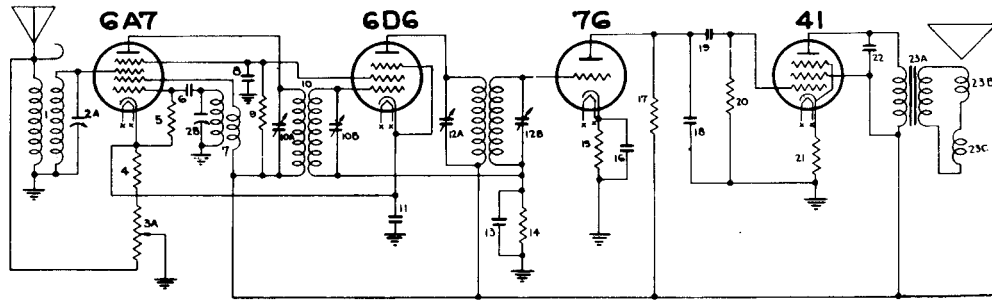 6A7 6D6 76 41
1 2A 6 5 2B 7 8 9 10 10A 10B 12A 12B 15 16 17 18 19 20 21 22 23A 23B 23C
x x x x x x x x
4 3A 11 13 14